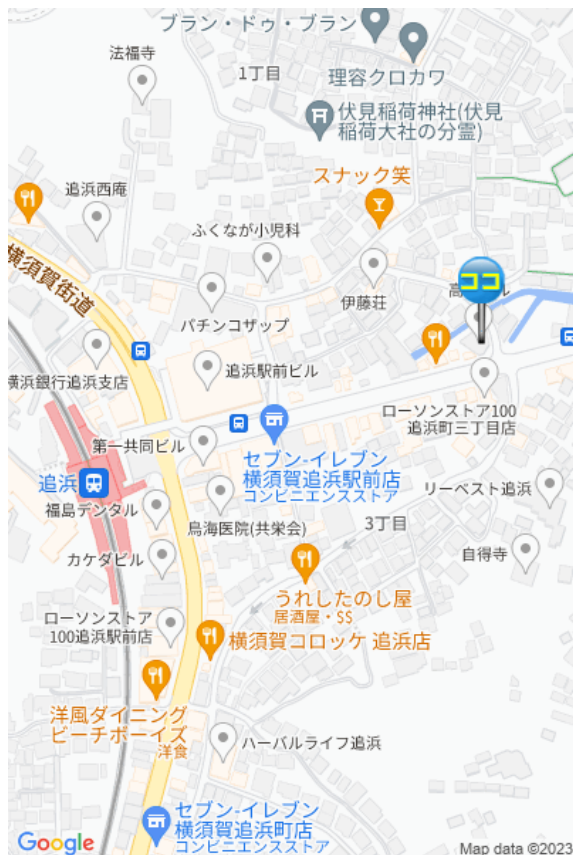 ブラン・ドゥ・ブラン
法福寺
1丁目
理容クロカワ
伏見稲荷神社(伏見
稲荷大社の分霊)
追浜西庵
スナック笑
ふくなが小児科
横須賀街道
ココ
伊藤荘
パチンコザップ
追浜駅前ビル
横浜銀行追浜支店
ローソンストア100
追浜町三丁目店
第一共同ビル
セブン-イレブン
横須賀追浜駅前店
コンビニエンスストア
追浜
リーベスト追浜
福島デンタル
鳥海医院(共栄会)
3丁目
カケダビル
自得寺
うれしたのし屋
居酒屋・SS
ローソンストア
100追浜駅前店
横須賀コロッケ 追浜店
洋風ダイニング
ビーチボーイズ
洋食
ハーバルライフ追浜
セブン-イレブン
横須賀追浜町店
コンビニエンスストア
Google
Map data ©2023